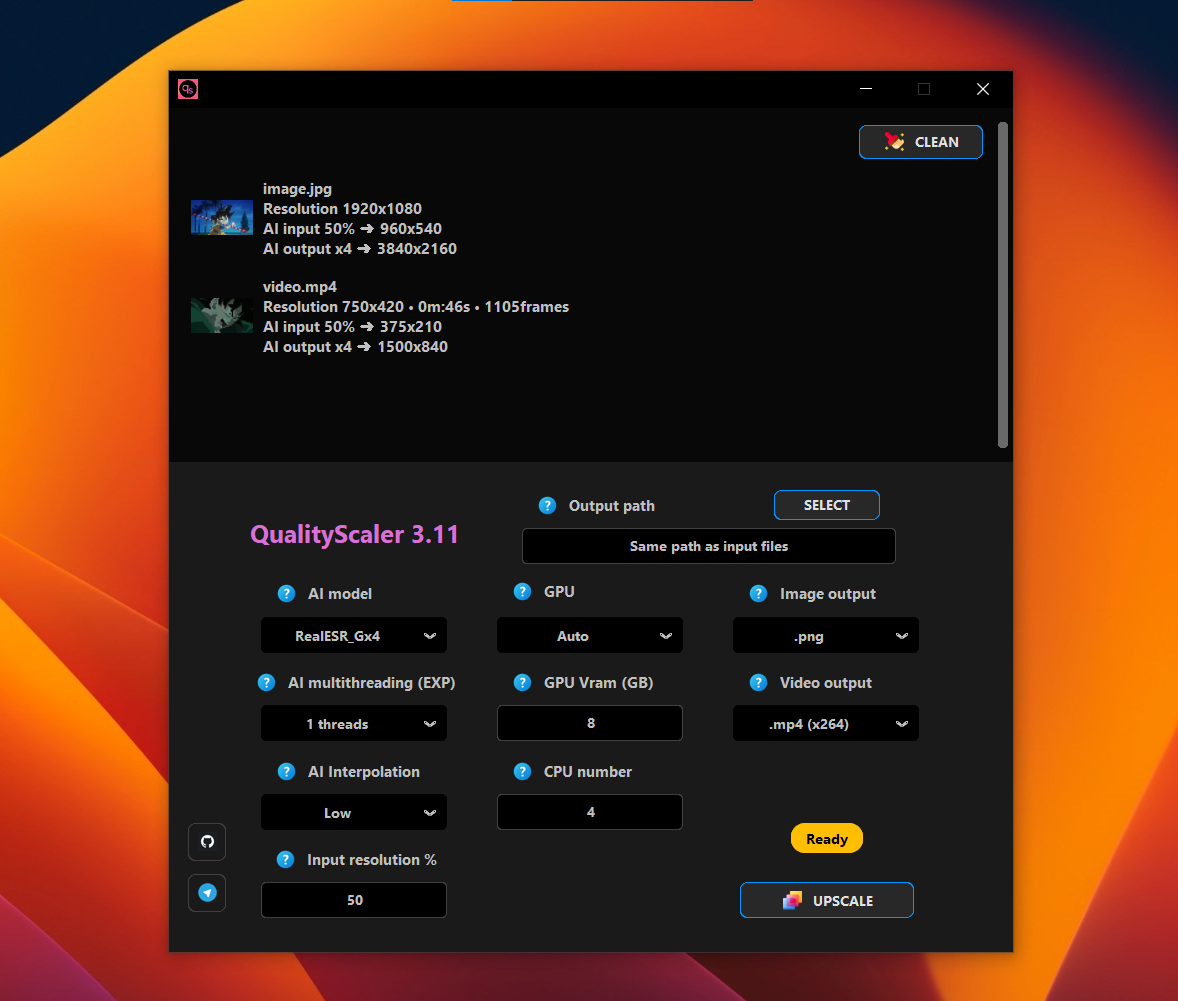 qs
CLEAN
image.jpg
Resolution 1920x1080
AI input 50% ➜ 960x540
AI output x4 ➜ 3840x2160
video.mp4
Resolution 750x420 • 0m:46s • 1105frames
AI input 50% ➜ 375x210
AI output x4 ➜ 1500x840
QualityScaler 3.11
? Output path
SELECT
Same path as input files
? AI model
? GPU
? Image output
RealESR_Gx4
Auto
.png
? AI multithreading (EXP)
? GPU Vram (GB)
? Video output
1 threads
8
.mp4 (x264)
? AI Interpolation
? CPU number
Low
4
Ready
? Input resolution %
50
UPSCALE